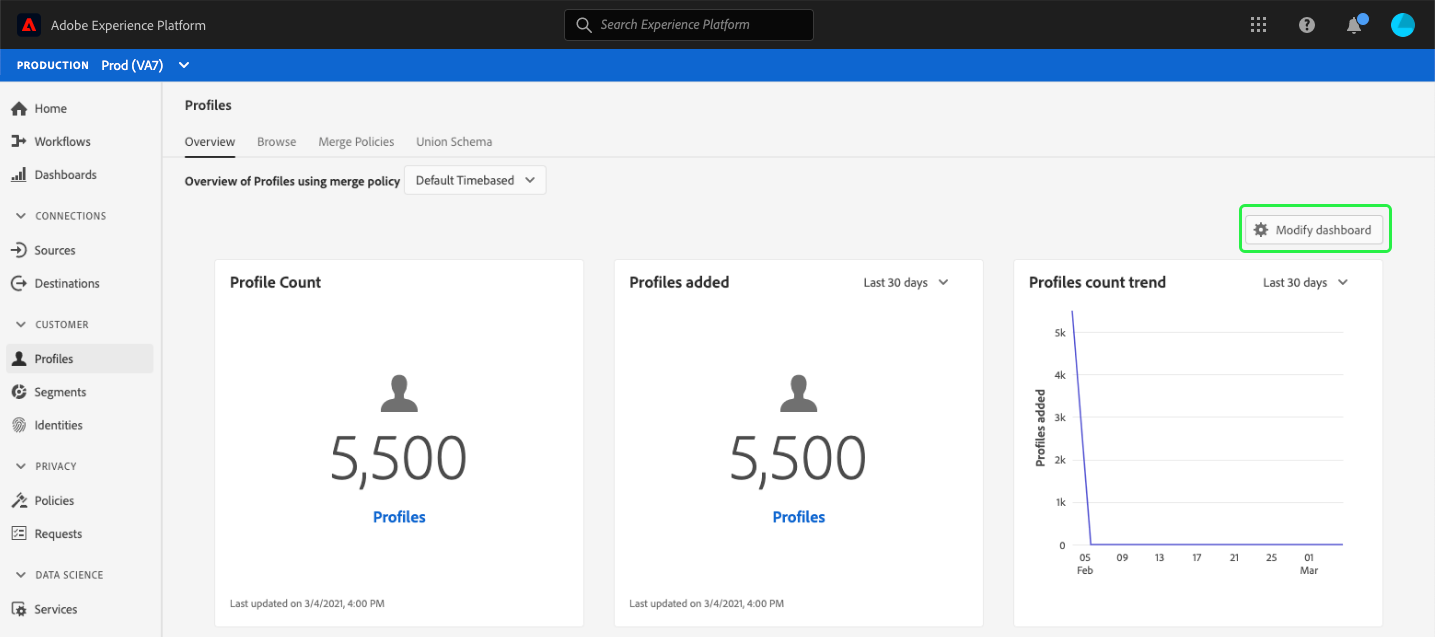 Adobe Experience Platform
Search Experience Platform
PRODUCTION Prod (VA7)
Home
Workflows
Dashboards
CONNECTIONS
Sources
Destinations
CUSTOMER
Profiles
Segments
Identities
PRIVACY
Policies
Requests
DATA SCIENCE
Services
Profiles
Overview Browse Merge Policies Union Schema
Overview of Profiles using merge policy Default Timebased
Modify dashboard
Profile Count
5,500
Profiles
Last updated on 3/4/2021, 4:00 PM
Profiles added Last 30 days
5,500
Profiles
Last updated on 3/4/2021, 4:00 PM
Profiles count trend Last 30 days
Profiles added
5k
4k
3k
2k
1k
0
05 09 13 17 21 25 01
Feb Mar